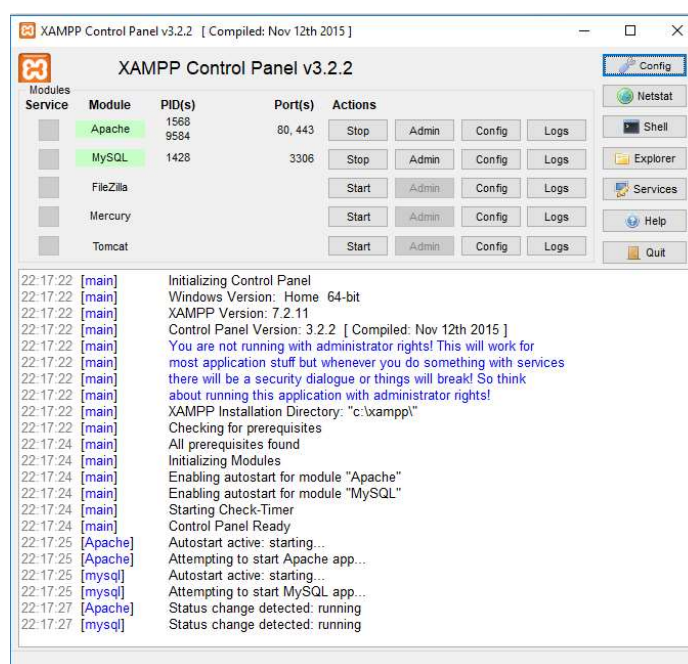 XAMPP Control Panel v3.2.2 [ Compiled: Nov 12th 2015 ]
XAMPP Control Panel v3.2.2
Config
Modules
Service Module PID(s) Port(s) Actions
Netstat
Apache 1568 9584 80, 443 Stop Admin Config Logs
Shell
MySQL 1428 3306 Stop Admin Config Logs
Explorer
FileZilla Start Admin Config Logs
Services
Mercury Start Admin Config Logs
Help
Tomcat Start Admin Config Logs
Quit
22:17:22 [main] Initializing Control Panel
22:17:22 [main] Windows Version: Home 64-bit
22:17:22 [main] XAMPP Version: 7.2.11
22:17:22 [main] Control Panel Version: 3.2.2 [ Compiled: Nov 12th 2015 ]
22:17:22 [main] You are not running with administrator rights! This will work for
22:17:22 [main] most application stuff but whenever you do something with services
22:17:22 [main] there will be a security dialogue or things will break! So think
22:17:22 [main] about running this application with administrator rights!
22:17:22 [main] XAMPP Installation Directory: "c:\xampp\"
22:17:22 [main] Checking for prerequisites
22:17:24 [main] All prerequisites found
22:17:24 [main] Initializing Modules
22:17:24 [main] Enabling autostart for module "Apache"
22:17:24 [main] Enabling autostart for module "MySQL"
22:17:24 [main] Starting Check-Timer
22:17:24 [main] Control Panel Ready
22:17:25 [Apache] Autostart active: starting...
22:17:25 [Apache] Attempting to start Apache app...
22:17:25 [mysql] Autostart active: starting...
22:17:25 [mysql] Attempting to start MySQL app...
22:17:27 [Apache] Status change detected: running
22:17:27 [mysql] Status change detected: running